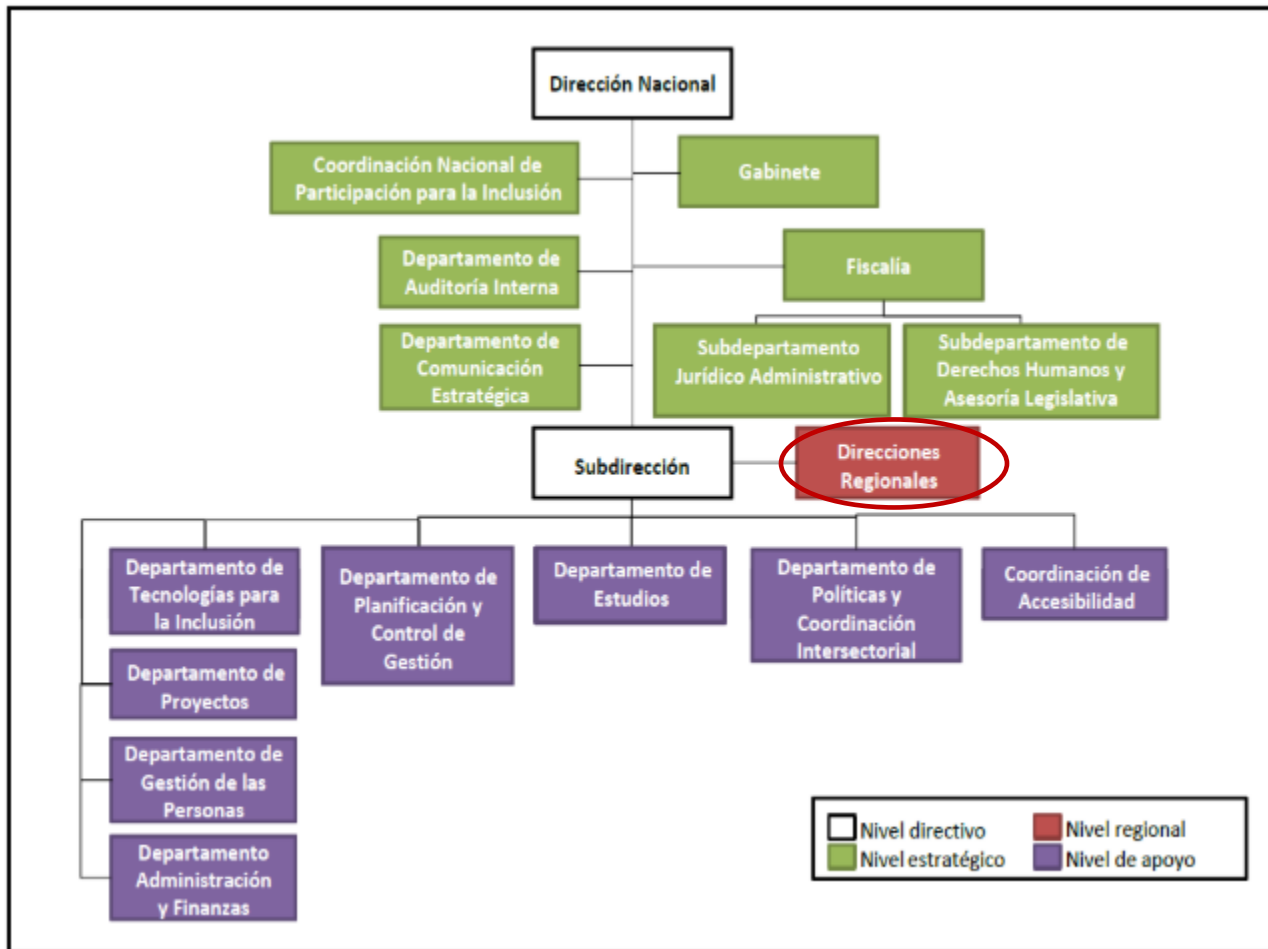 Dirección Nacional
Coordinación Nacional de
Participación para la Inclusión
Gabinete
Departamento de
Auditoría Interna
Fiscalía
Departamento de
Comunicación
Estratégica
Subdepartamento
Jurídico Administrativo
Subdepartamento de
Derechos Humanos y
Asesoría Legislativa
Subdirección
Direcciones
Regionales
Departamento de
Tecnologías para
la Inclusión
Departamento de
Planificación y
Control de
Gestión
Departamento de
Estudios
Departamento de
Políticas y
Coordinación
Intersectorial
Coordinación de
Accesibilidad
Departamento de
Proyectos
Departamento de
Gestión de las
Personas
Departamento
Administración
y Finanzas
Nivel directivo
Nivel regional
Nivel estratégico
Nivel de apoyo